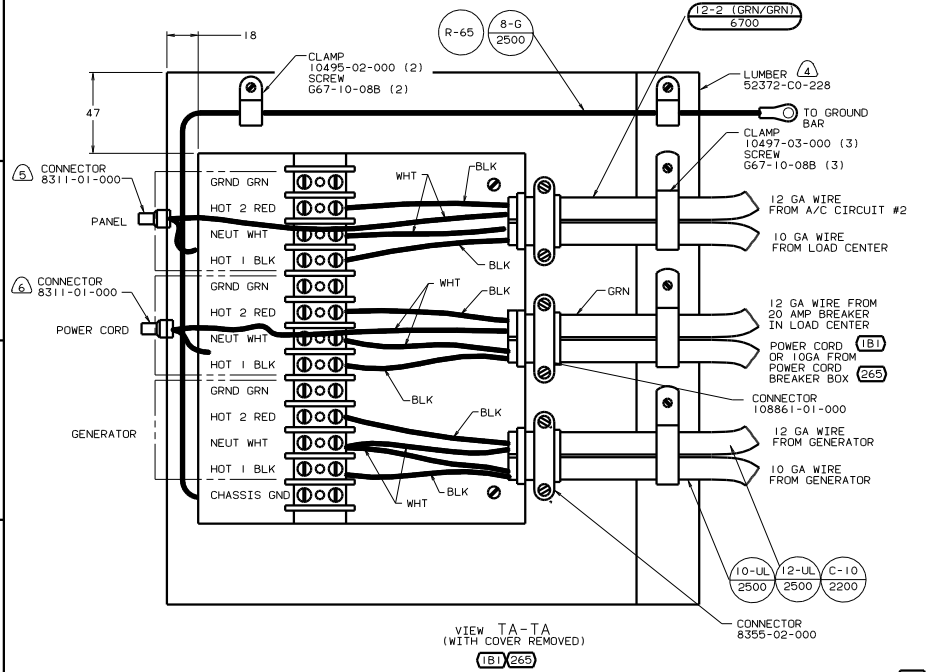 12-2 (GRN/GRN)
6700
R-65
8-G
2500
18
CLAMP
10495-02-000 (2)
SCREW
G67-10-08B (2)
LUMBER 4
52372-C0-228
47
TO GROUND
BAR
CLAMP
10497-03-000 (3)
SCREW
G67-10-08B (3)
5
CONNECTOR
8311-01-000
PANEL
GRND GRN
HOT 2 RED
NEUT WHT
HOT 1 BLK
WHT
BLK
BLK
12 GA WIRE
FROM A/C CIRCUIT #2
10 GA WIRE
FROM LOAD CENTER
6
CONNECTOR
8311-01-000
POWER CORD
GRND GRN
HOT 2 RED
NEUT WHT
HOT 1 BLK
WHT
BLK
GRN
BLK
12 GA WIRE FROM
20 AMP BREAKER
IN LOAD CENTER
POWER CORD 1B1
OR 10GA FROM
POWER CORD
BREAKER BOX 265
CONNECTOR
108861-01-000
GENERATOR
GRND GRN
HOT 2 RED
NEUT WHT
HOT 1 BLK
CHASSIS GND
BLK
BLK
WHT
12 GA WIRE
FROM GENERATOR
10 GA WIRE
FROM GENERATOR
10-UL
2500
12-UL
2500
C-10
2200
CONNECTOR
8355-02-000
VIEW TA-TA
(WITH COVER REMOVED)
1B1 265